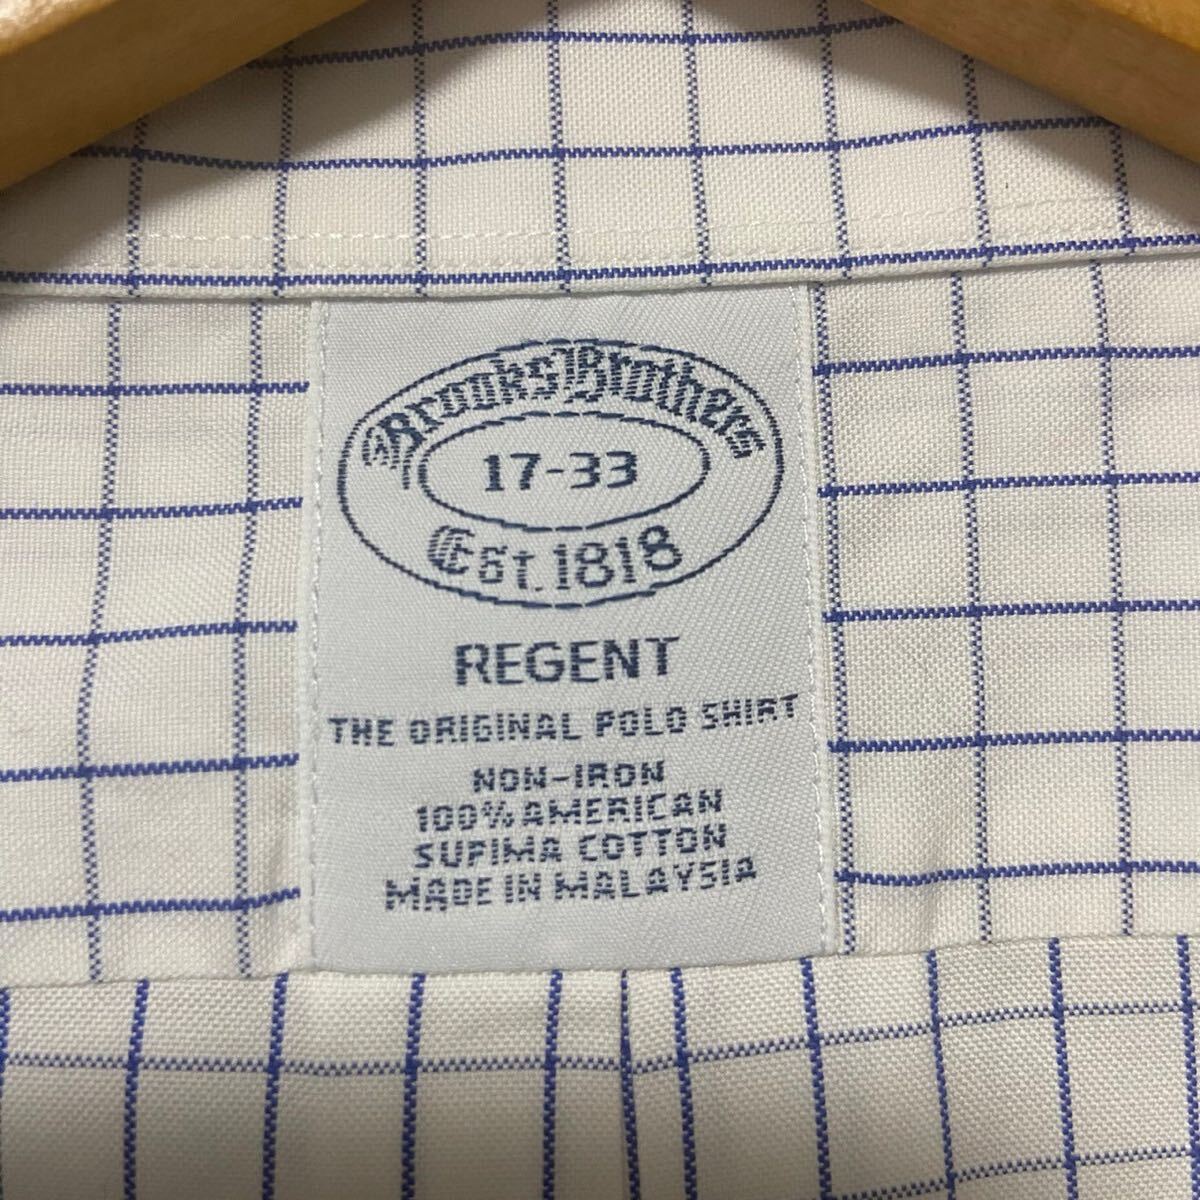 Brooks Brothers
17-33
Est. 1818
REGENT
THE ORIGINAL POLO SHIRT
NON-IRON
100% AMERICAN
SUPIMA COTTON
MADE IN MALAYSIA